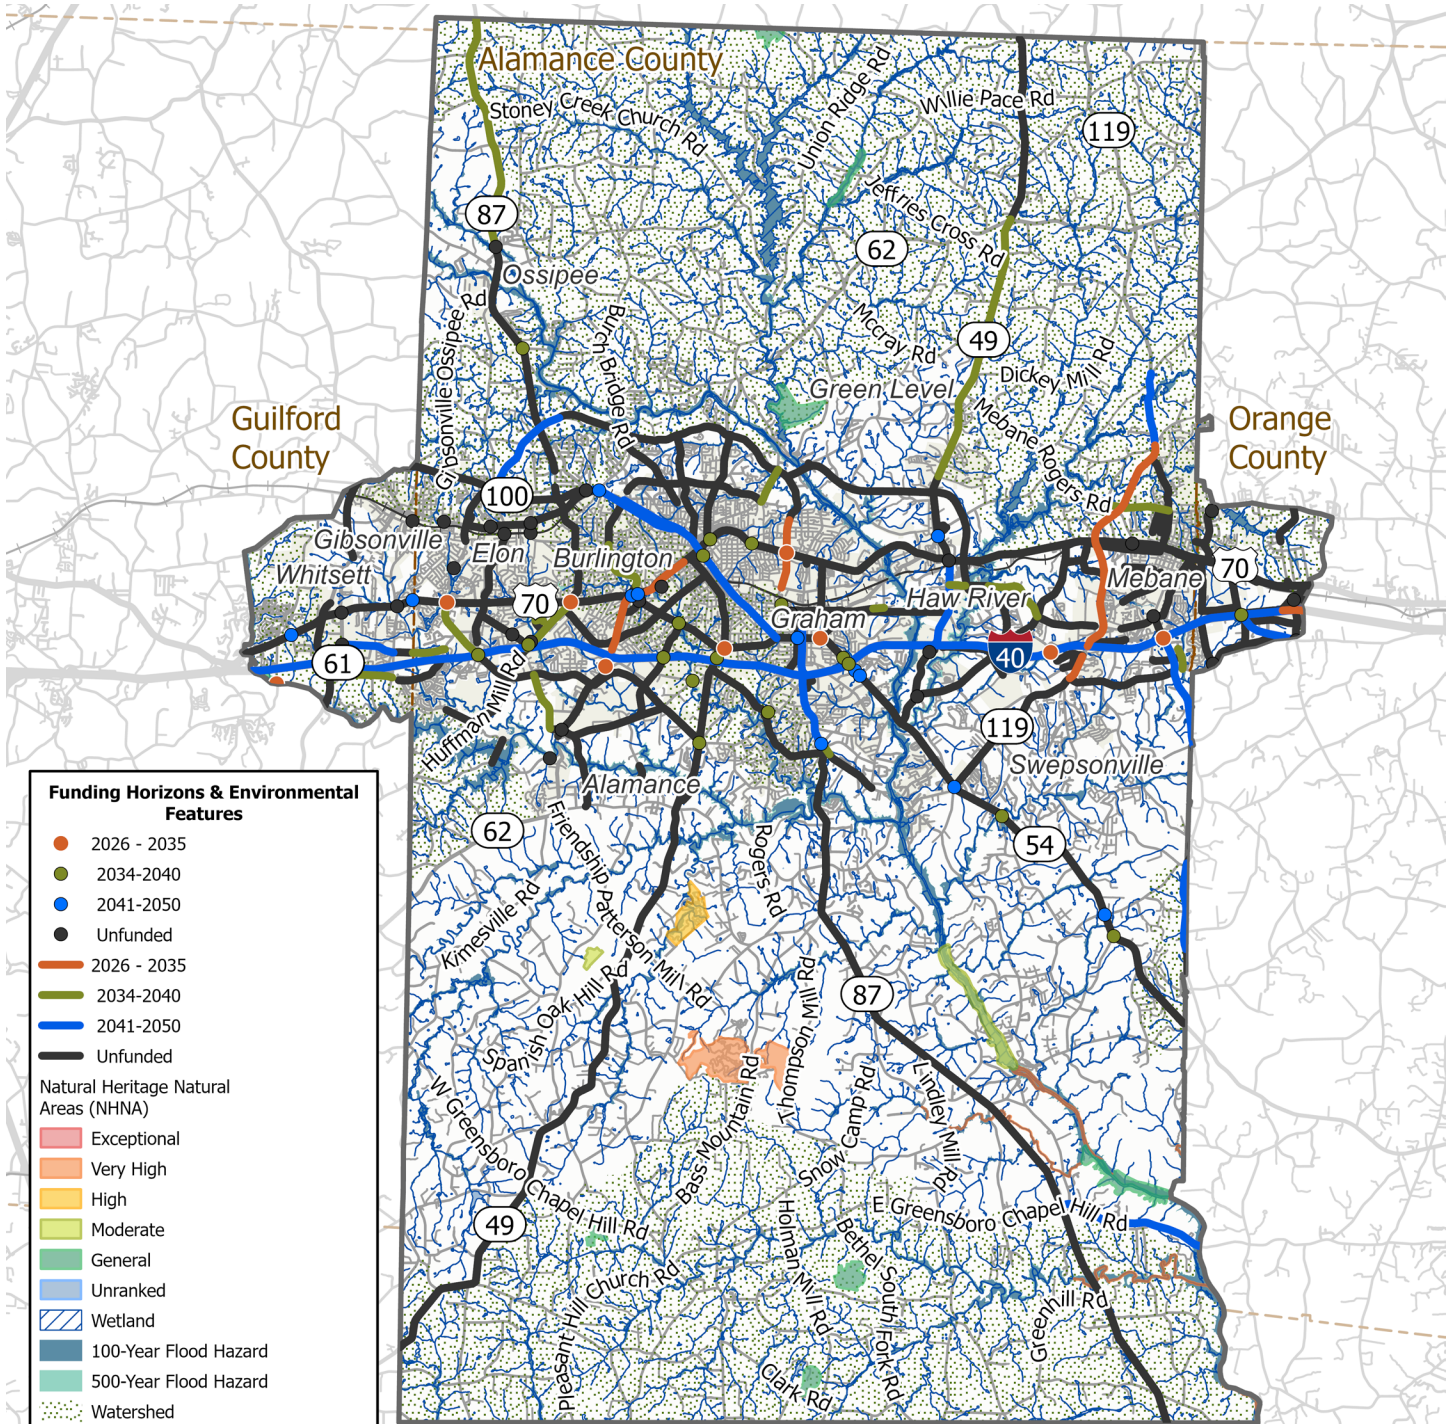 Alamance County
Stoney Creek Church Rd
Union Ridge Rd
Willie Pace Rd
119
87
Jeffries Cross Rd
62
Ossipee
Gibsonville Ossipee Rd
Burch Bridge Rd
Mccray Rd
49
Dickey Mill Rd
Green Level
Mebane Rogers Rd
Guilford
County
Orange
County
100
Gibsonville
Elon
Burlington
Whitsett
70
Mebane
70
Haw River
Graham
61
40
Huffman Mill Rd
119
Swepsonville
Alamance
62
54
Friendship Patterson Mill Rd
Rogers Rd
Kimesville Rd
Spanish Oak Hill Rd
Thompson Mill Rd
87
W Greensboro Chapel Hill Rd
Bass Mountain Rd
Snow Camp Rd
Lindley Mill Rd
E Greensboro Chapel Hill Rd
49
Holman Mill Rd
Bethel South Fork Rd
Pleasant Hill Church Rd
Greenhill Rd
Clark Rd
Funding Horizons & Environmental
Features
2026 - 2035
2034-2040
2041-2050
Unfunded
2026 - 2035
2034-2040
2041-2050
Unfunded
Natural Heritage Natural
Areas (NHNA)
Exceptional
Very High
High
Moderate
General
Unranked
Wetland
100-Year Flood Hazard
500-Year Flood Hazard
Watershed